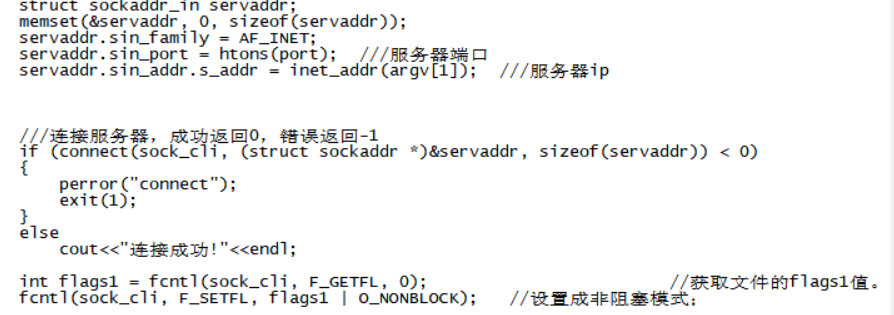 struct sockaddr_in servaddr;
memset(&servaddr, 0, sizeof(servaddr));
servaddr.sin_family = AF_INET;
servaddr.sin_port = htons(port);  ///服务器端口
servaddr.sin_addr.s_addr = inet_addr(argv[1]);  ///服务器ip
///连接服务器，成功返回0，错误返回-1
if (connect(sock_cli, (struct sockaddr *)&servaddr, sizeof(servaddr)) < 0)
{
    perror("connect");
    exit(1);
}
else
    cout<<"连接成功!"<<endl;
int flags1 = fcntl(sock_cli, F_GETFL, 0);                    //获取文件的flags1值。
fcntl(sock_cli, F_SETFL, flags1 | O_NONBLOCK);   //设置成非阻塞模式;